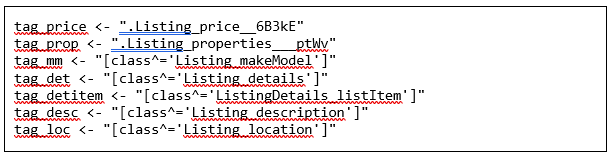 tag_price <- ".Listing_price__6B3kE"
tag_prop <- ".Listing_properties___ptWv"
tag_mm <- "[class^='Listing_makeModel']"
tag_det <- "[class^='Listing_details']"
tag_detitem <- "[class^='ListingDetails_listItem']"
tag_desc <- "[class^='Listing_description']"
tag_loc <- "[class^='Listing_location']"